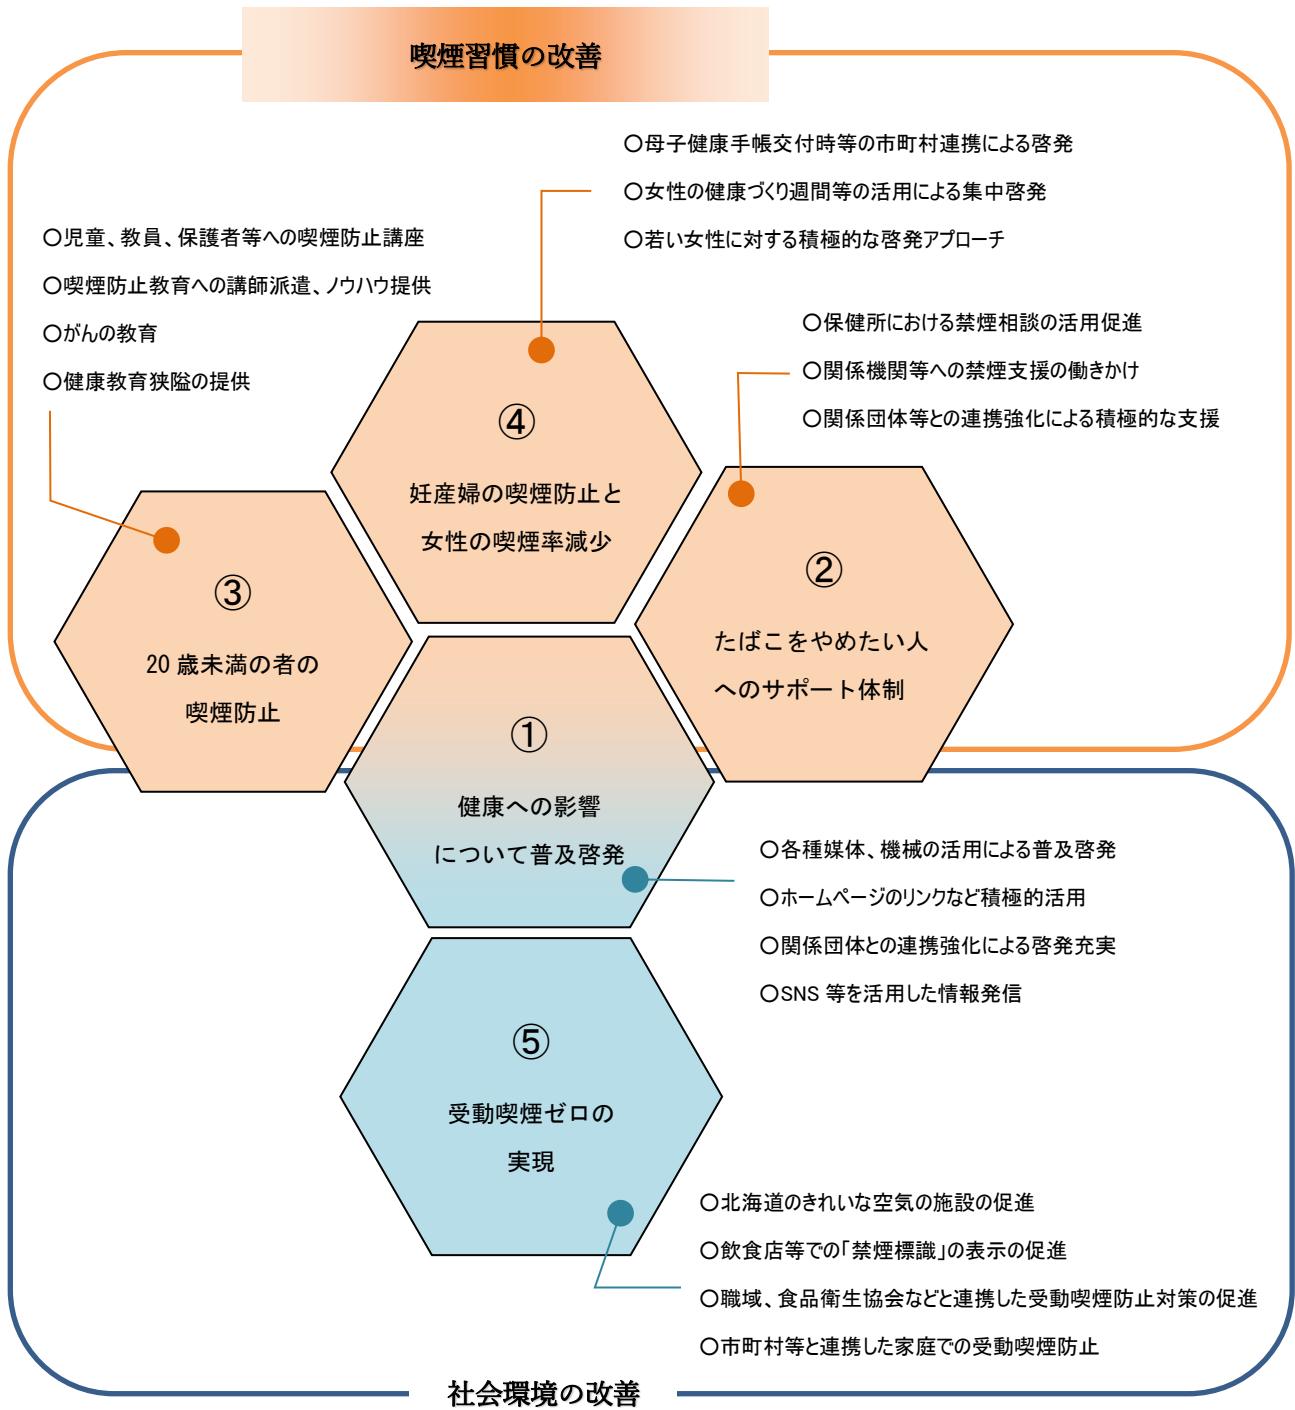 喫煙習慣の改善
〇母子健康手帳交付時等の市町村連携による啓発
〇女性の健康づくり週間等の活用による集中啓発
〇若い女性に対する積極的な啓発アプローチ
〇児童、教員、保護者等への喫煙防止講座
〇喫煙防止教育への講師派遣、ノウハウ提供
〇がんの教育
〇健康教育狭隘の提供
〇保健所における禁煙相談の活用促進
〇関係機関等への禁煙支援の働きかけ
〇関係団体等との連携強化による積極的な支援
④
妊産婦の喫煙防止と
女性の喫煙率減少
②
たばこをやめたい人
へのサポート体制
③
20 歳未満の者の
喫煙防止
①
健康への影響
について普及啓発
〇各種媒体、機械の活用による普及啓発
〇ホームページのリンクなど積極的活用
〇関係団体との連携強化による啓発充実
〇SNS 等を活用した情報発信
⑤
受動喫煙ゼロの
実現
〇北海道のきれいな空気の施設の促進
〇飲食店等での「禁煙標識」の表示の促進
〇職域、食品衛生協会などと連携した受動喫煙防止対策の促進
〇市町村等と連携した家庭での受動喫煙防止
社会環境の改善